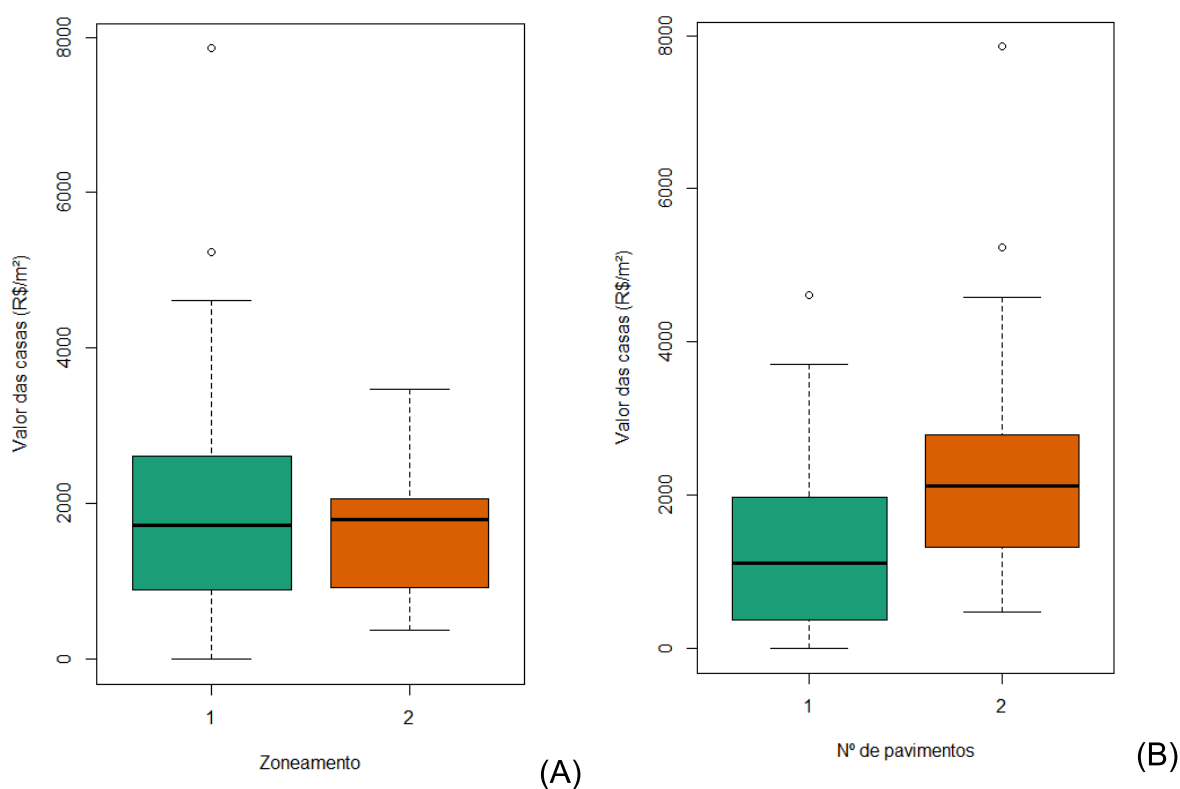 8000
6000
4000
2000
0
Valor das casas (R$/m²)
1
2
Zoneamento
(A)
8000
6000
4000
2000
0
Valor das casas (R$/m²)
1
2
Nº de pavimentos
(B)